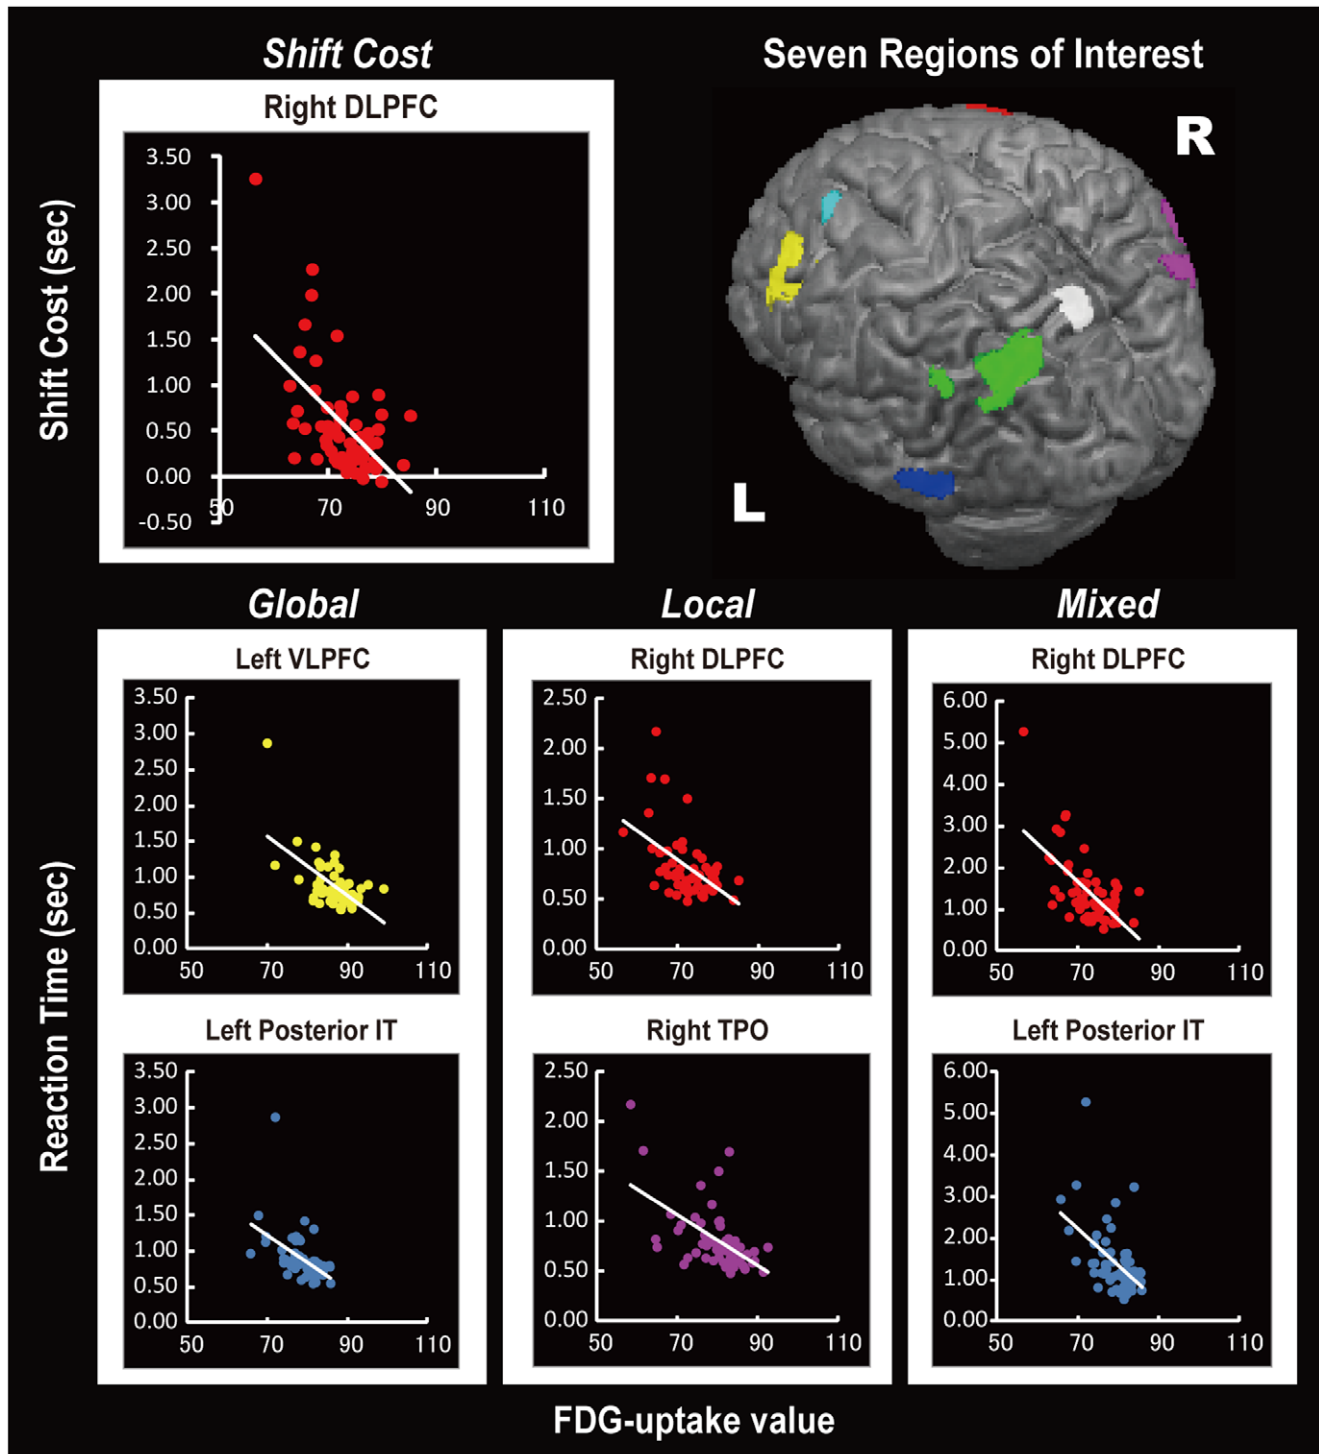 Shift Cost
Seven Regions of Interest
Right DLPFC
Shift Cost (sec)
3.50
3.00
2.50
2.00
1.50
1.00
0.50
0.00
-0.50
50 70 90 110
R
L
Global
Local
Mixed
Reaction Time (sec)
Left VLPFC
3.50
3.00
2.50
2.00
1.50
1.00
0.50
0.00
50 70 90 110
Right DLPFC
2.50
2.00
1.50
1.00
0.50
0.00
50 70 90 110
Right DLPFC
6.00
5.00
4.00
3.00
2.00
1.00
0.00
50 70 90 110
Left Posterior IT
3.50
3.00
2.50
2.00
1.50
1.00
0.50
0.00
50 70 90 110
Right TPO
2.50
2.00
1.50
1.00
0.50
0.00
50 70 90 110
Left Posterior IT
6.00
5.00
4.00
3.00
2.00
1.00
0.00
50 70 90 110
FDG-uptake value